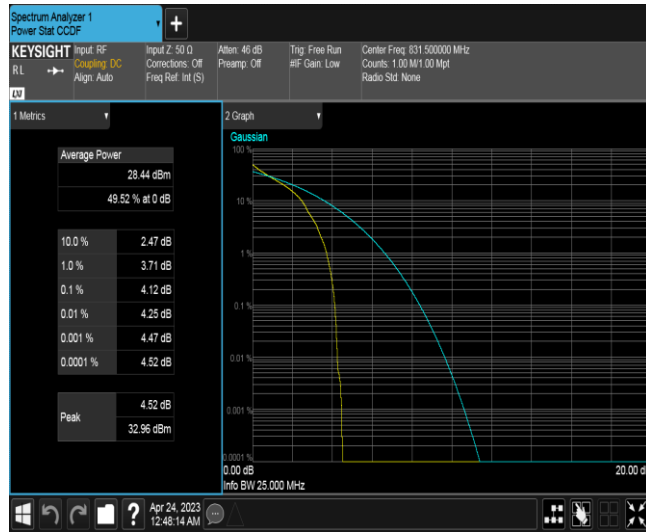 Spectrum Analyzer 1
Power Stat CCDF
+
KEYSIGHT
RL
LXI
Input: RF
Coupling: DC
Align: Auto
Input Z: 50 Ω
Corrections: Off
Freq Ref: Int (S)
Atten: 46 dB
Preamp: Off
Trig: Free Run
#IF Gain: Low
Center Freq: 831.500000 MHz
Counts: 1.00 M/1.00 Mpt
Radio Std: None
1 Metrics
Average Power
28.44 dBm
49.52 % at 0 dB
10.0 % 2.47 dB
1.0 % 3.71 dB
0.1 % 4.12 dB
0.01 % 4.25 dB
0.001 % 4.47 dB
0.0001 % 4.52 dB
Peak
4.52 dB
32.96 dBm
2 Graph
Gaussian
100 %
10 %
1 %
0.1 %
0.01 %
0.001 %
0.0001 %
0.00 dB
20.00 d
Info BW 25.000 MHz
?
Apr 24, 2023
12:48:14 AM